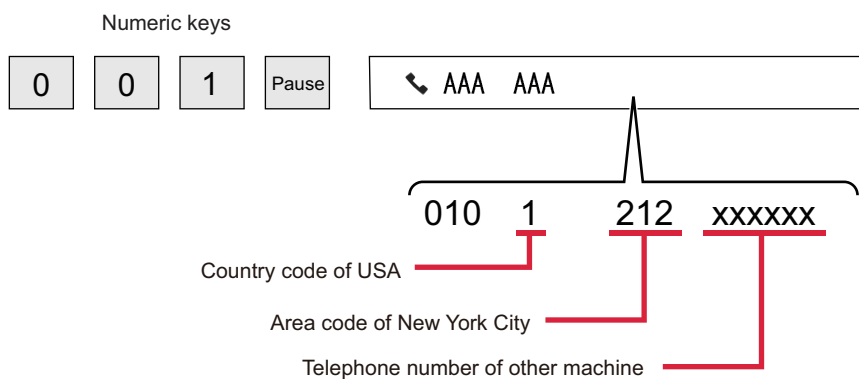 Numeric keys
0 0 1 Pause AAA AAA
010 1 212 xxxxxx
Country code of USA
Area code of New York City
Telephone number of other machine